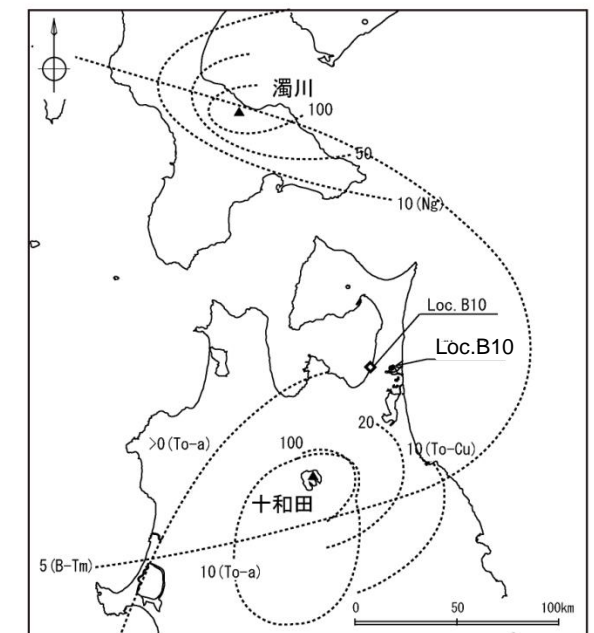 濁川
100
50
10(Ng)
Loc. B10
Loc.B10
20
>0(To-a)
100
10(To-Cu)
十和田
5(B-Tm)
10(To-a)
0 50 100km